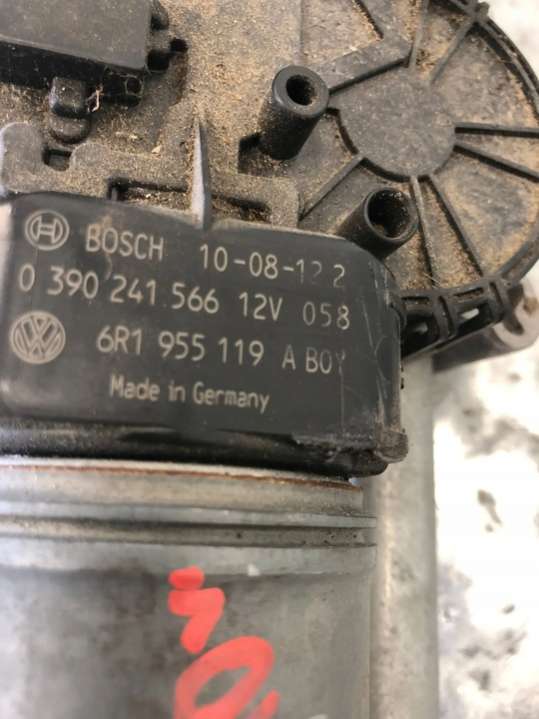 BOSCH 10-08-12 2
0 390 241 566 12V 058
6R1 955 119 A BOY
Made in Germany